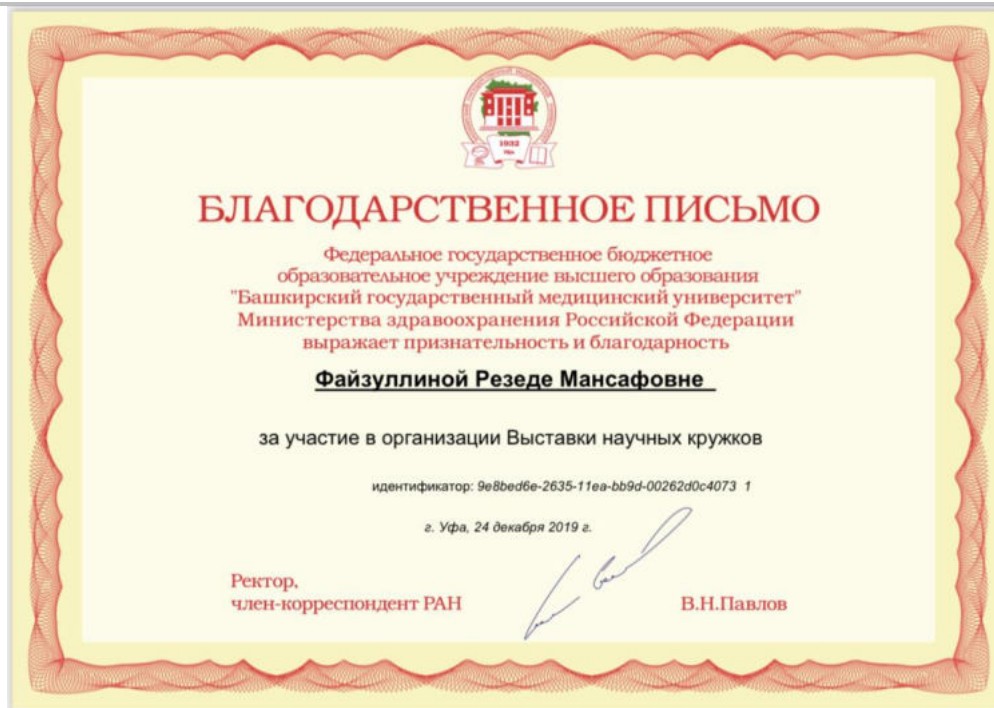 1932
БЛАГОДАРСТВЕННОЕ ПИСЬМО
Федеральное государственное бюджетное
образовательное учреждение высшего образования
"Башкирский государственный медицинский университет"
Министерства здравоохранения Российской Федерации
выражает признательность и благодарность
Файзуллиной Резеде Мансафовне
за участие в организации Выставки научных кружков
идентификатор: 9e8bed6e-2635-11ea-bb9d-00262d0c4073 1
г. Уфа, 24 декабря 2019 г.
Ректор,
член-корреспондент РАН
В.Н.Павлов